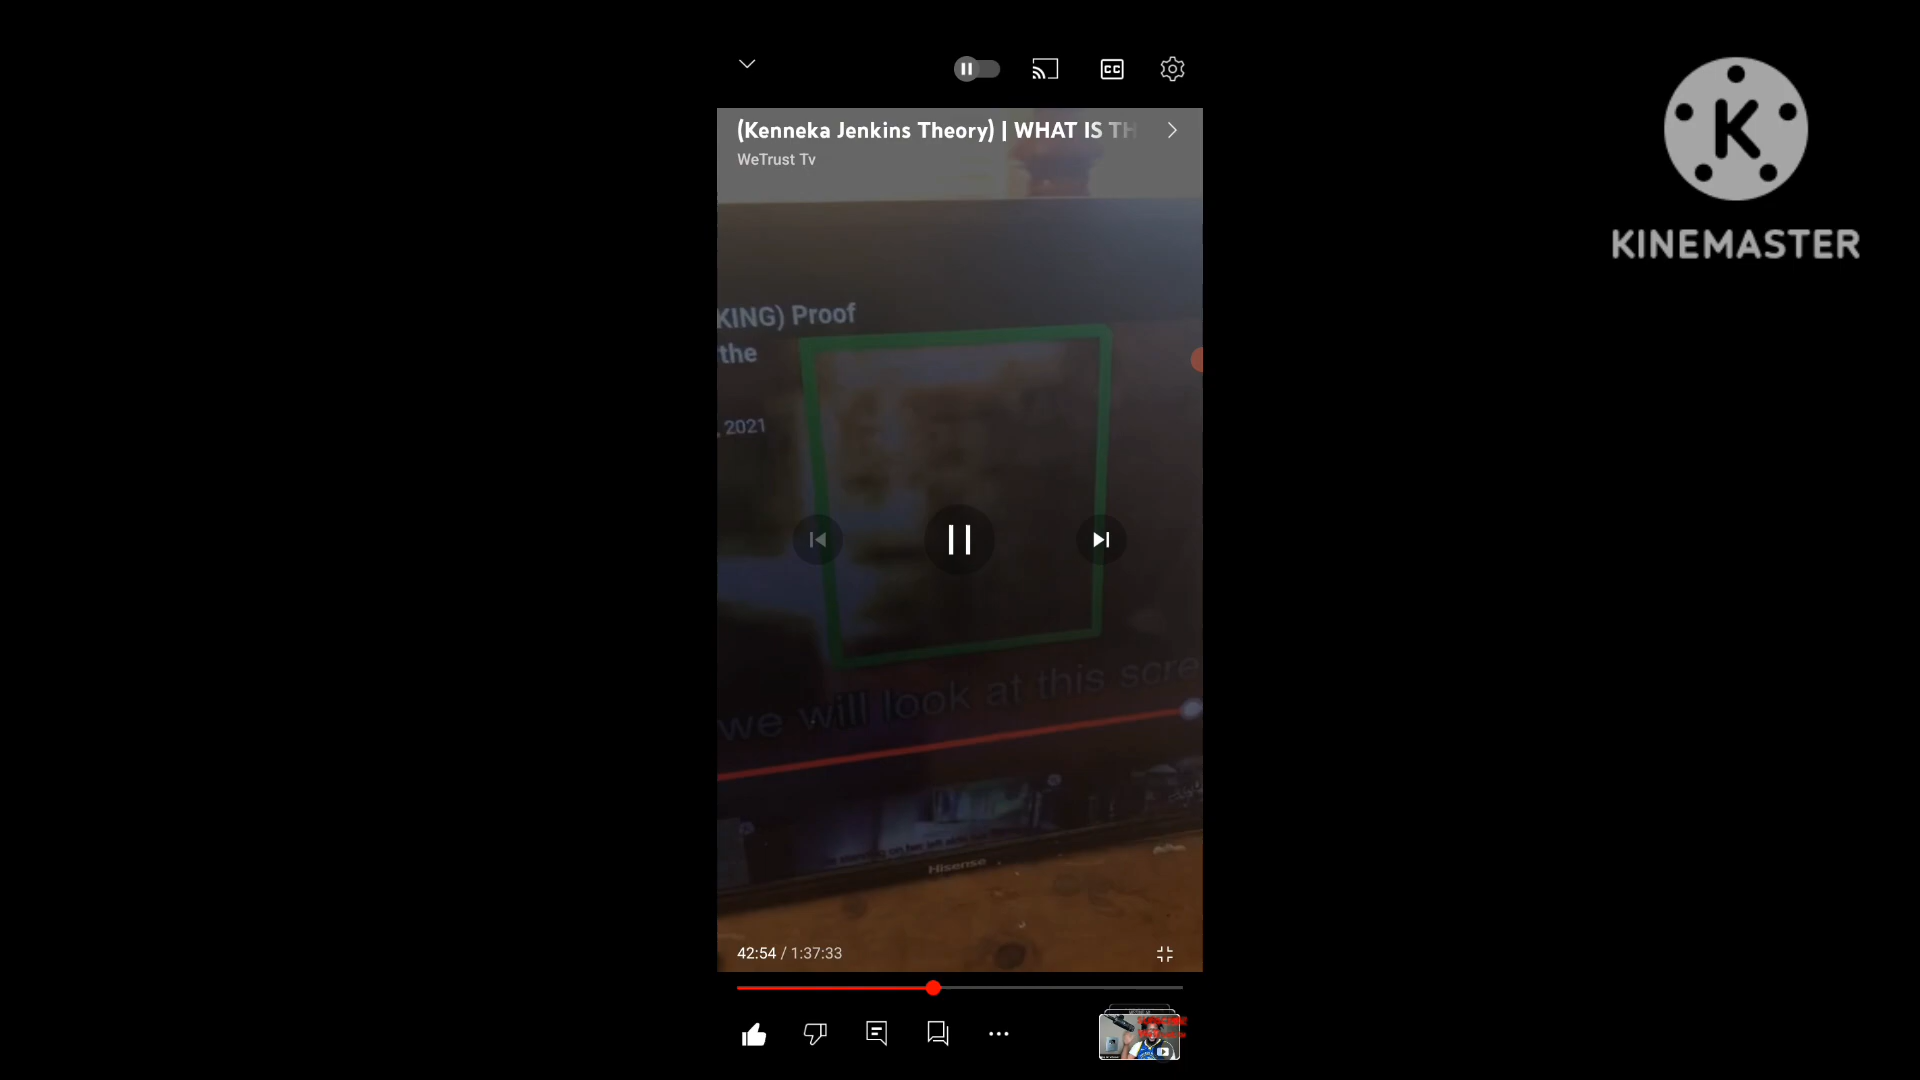 (Kenneka Jenkins Theory) | WHAT IS TH
WeTrust Tv
KING) Proof
the
, 2021
we will look at this scre
Hisense
42:54 / 1:37:33
CC
K
KINEMASTER